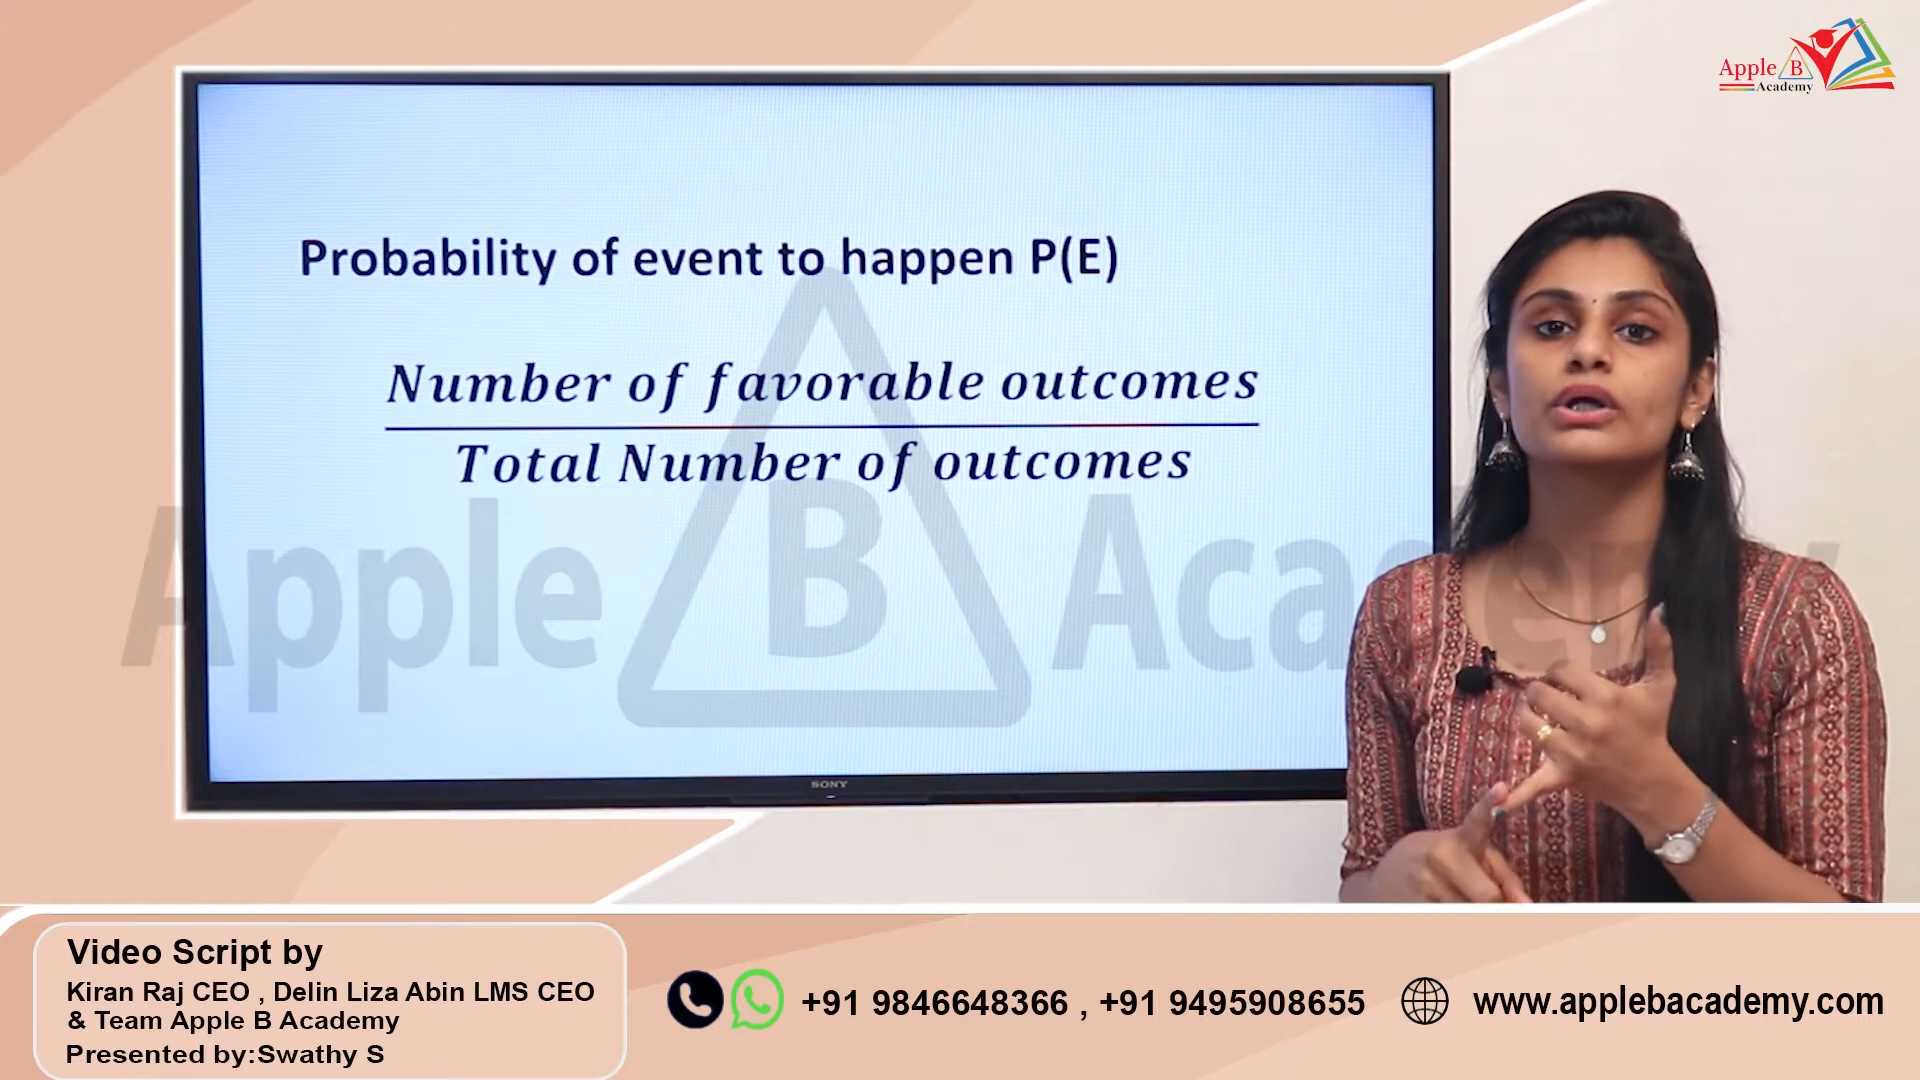 Apple B
Academy
Probability of event to happen P(E)
Number of favorable outcomes
Total Number of outcomes
Apple B Academy
SONY
Video Script by
Kiran Raj CEO , Delin Liza Abin LMS CEO
& Team Apple B Academy
Presented by:Swathy S
+91 9846648366 , +91 9495908655
www.applebacademy.com